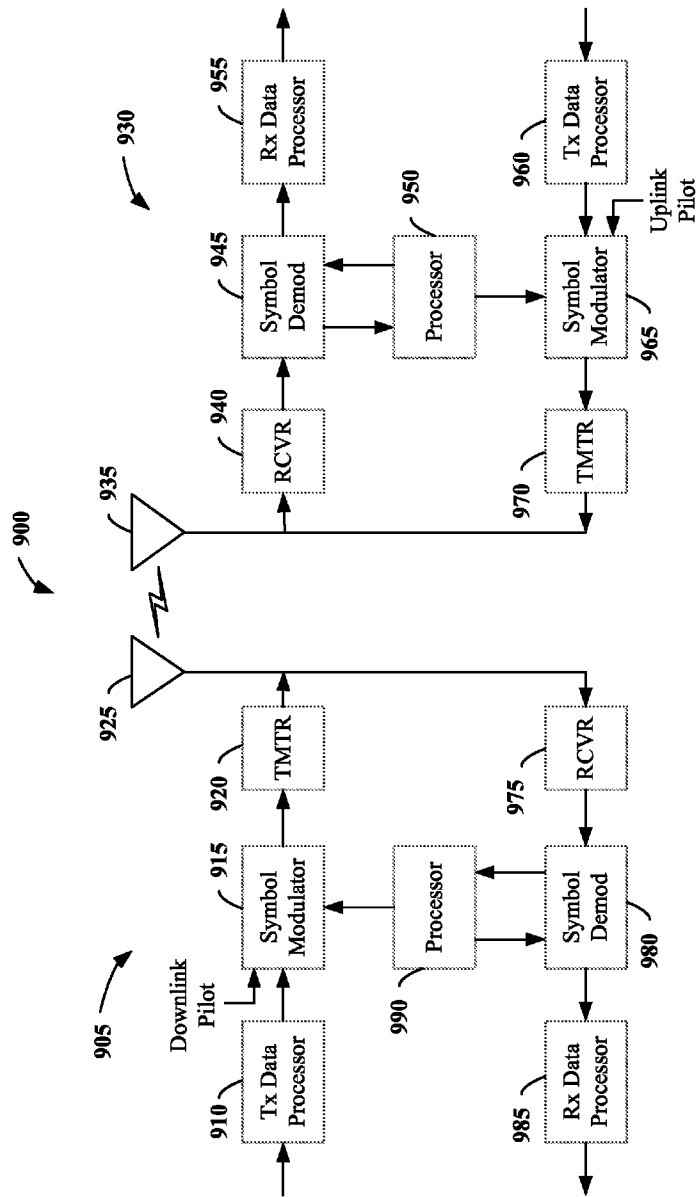 900
905
930
910
Tx Data
Processor
Downlink
Pilot
915
Symbol
Modulator
920
TMTR
925
935
940
RCVR
945
Symbol
Demod
955
Rx Data
Processor
990
Processor
950
Processor
985
Rx Data
Processor
980
Symbol
Demod
975
RCVR
970
TMTR
965
Symbol
Modulator
Uplink
Pilot
960
Tx Data
Processor